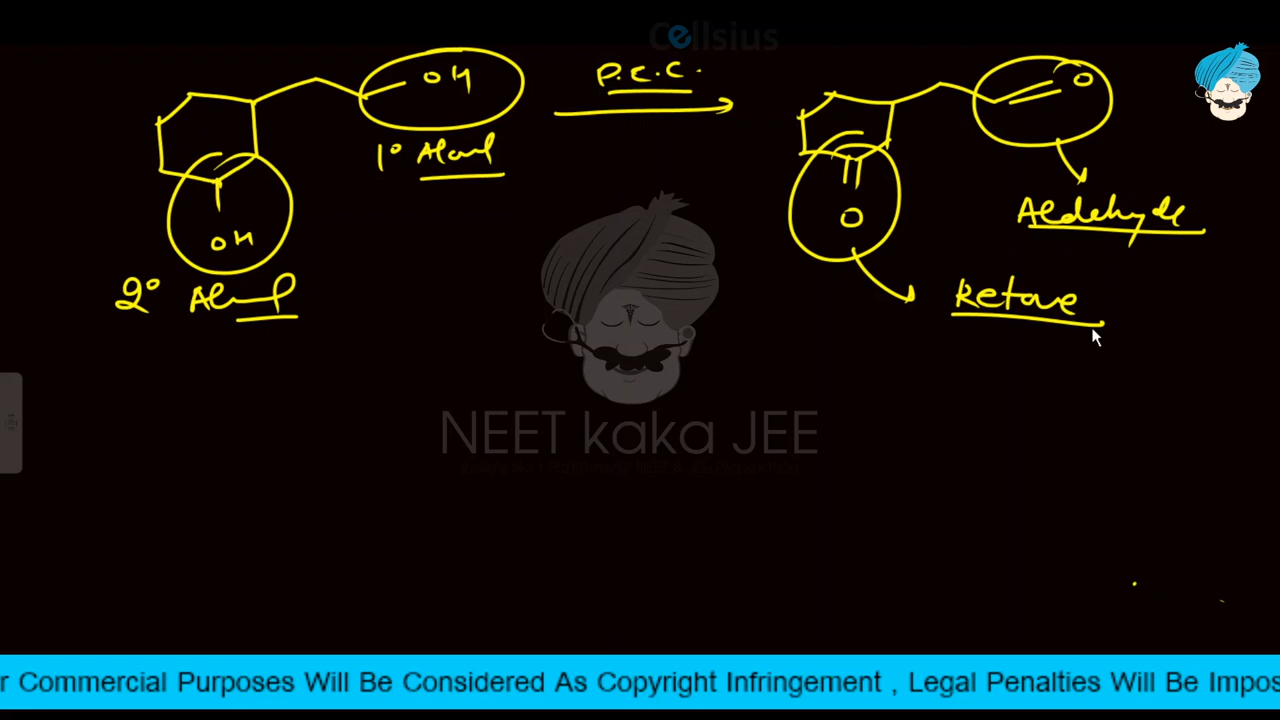 Cellsius
OH
P.C.C.
O
1° Alcohol
OH
2° Alcohol
O
Aldehyde
Ketone
NEET kaka JEE
r Commercial Purposes Will Be Considered As Copyright Infringement , Legal Penalties Will Be Impos